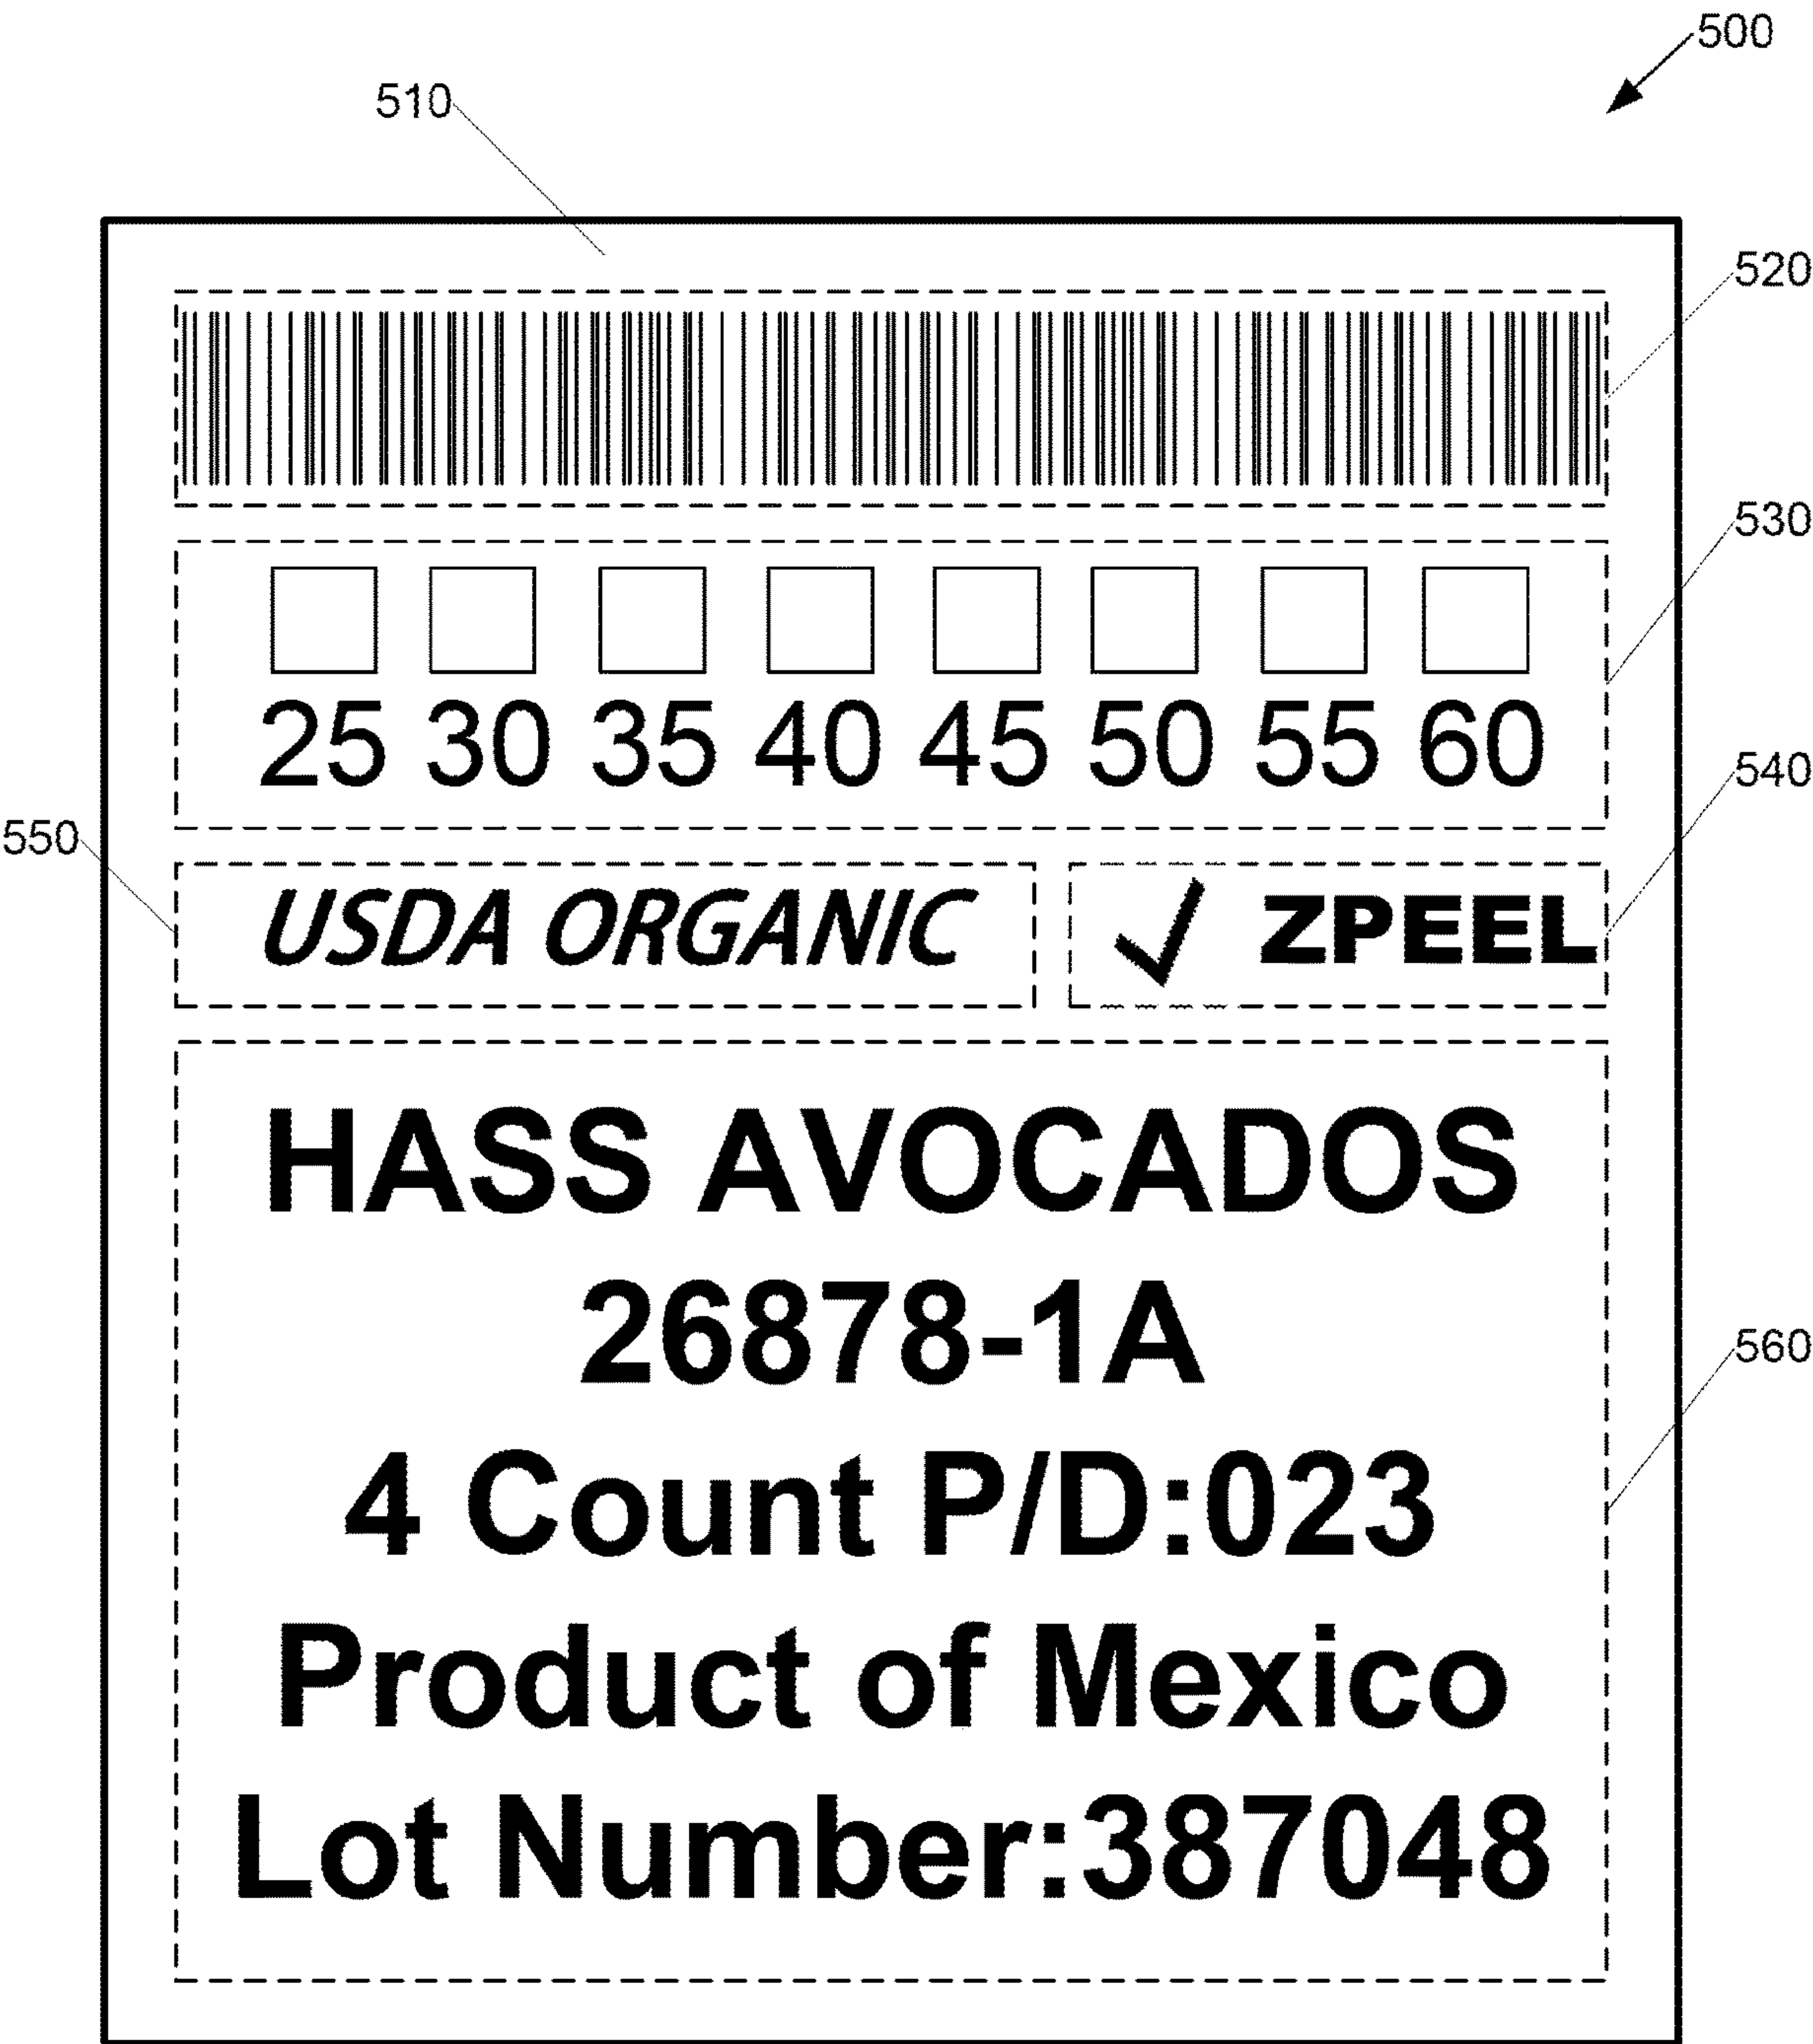 500
510
520
530
25 30 35 40 45 50 55 60
540
550
USDA ORGANIC ✓ ZPEEL
HASS AVOCADOS
26878-1A
560
4 Count P/D:023
Product of Mexico
Lot Number:387048